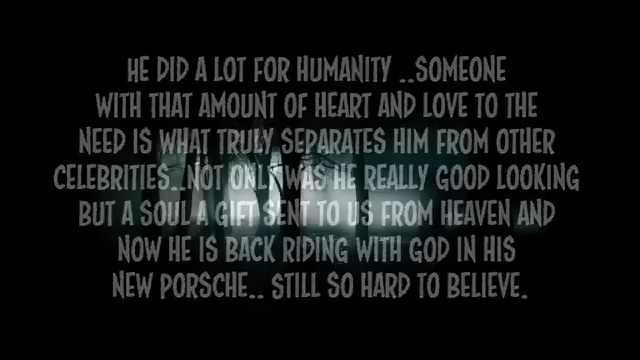 HE DID A LOT FOR HUMANITY ..SOMEONE
WITH THAT AMOUNT OF HEART AND LOVE TO THE
NEED IS WHAT TRULY SEPARATES HIM FROM OTHER
CELEBRITIES..NOT ONLY WAS HE REALLY GOOD LOOKING
BUT A SOUL A GIFT SENT TO US FROM HEAVEN AND
NOW HE IS BACK RIDING WITH GOD IN HIS
NEW PORSCHE.. STILL SO HARD TO BELIEVE.